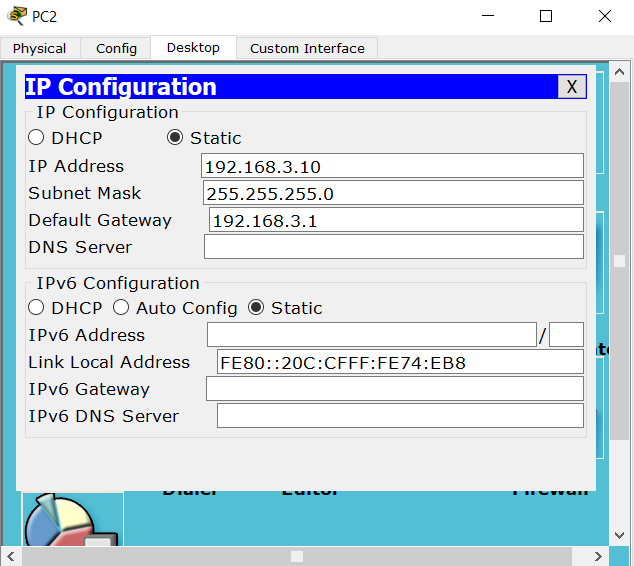 PC2
Physical Config Desktop Custom Interface
IP Configuration X
IP Configuration
DHCP Static
IP Address 192.168.3.10
Subnet Mask 255.255.255.0
Default Gateway 192.168.3.1
DNS Server
IPv6 Configuration
DHCP Auto Config Static
IPv6 Address /
Link Local Address FE80::20C:CFFF:FE74:EB8
IPv6 Gateway
IPv6 DNS Server
Dialer Editor Firewall